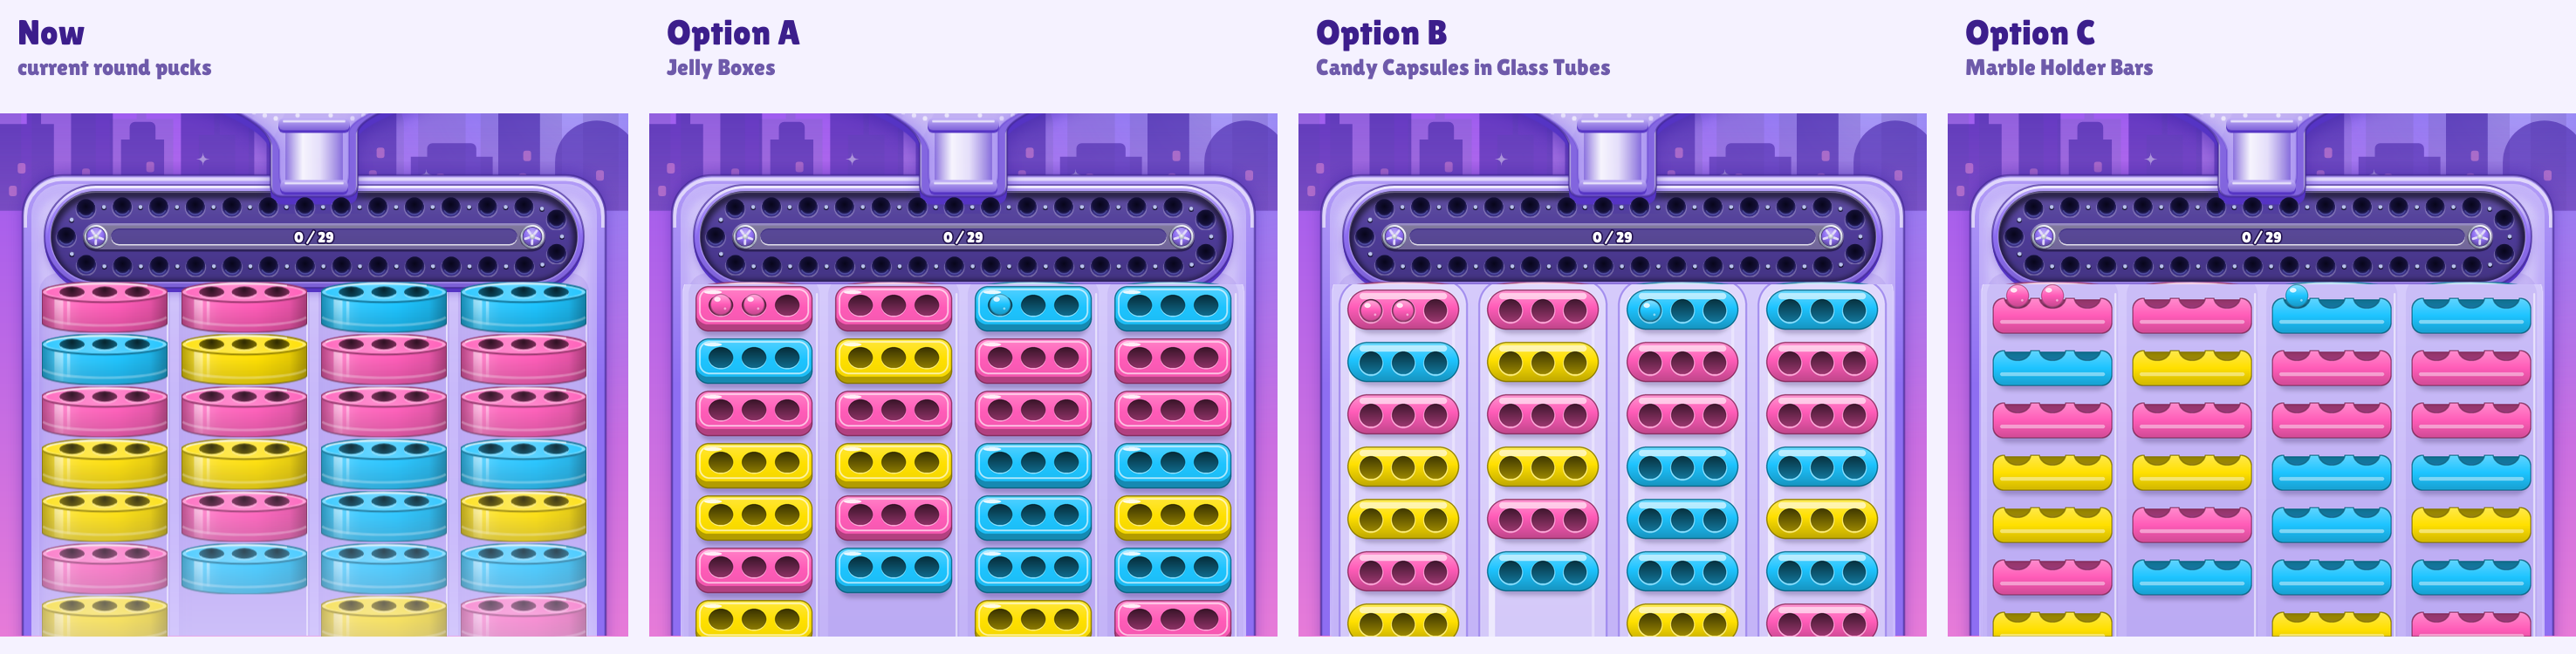 Now
current round pucks
0/29
Option A
Jelly Boxes
0/29
Option B
Candy Capsules in Glass Tubes
0/29
Option C
Marble Holder Bars
0/29